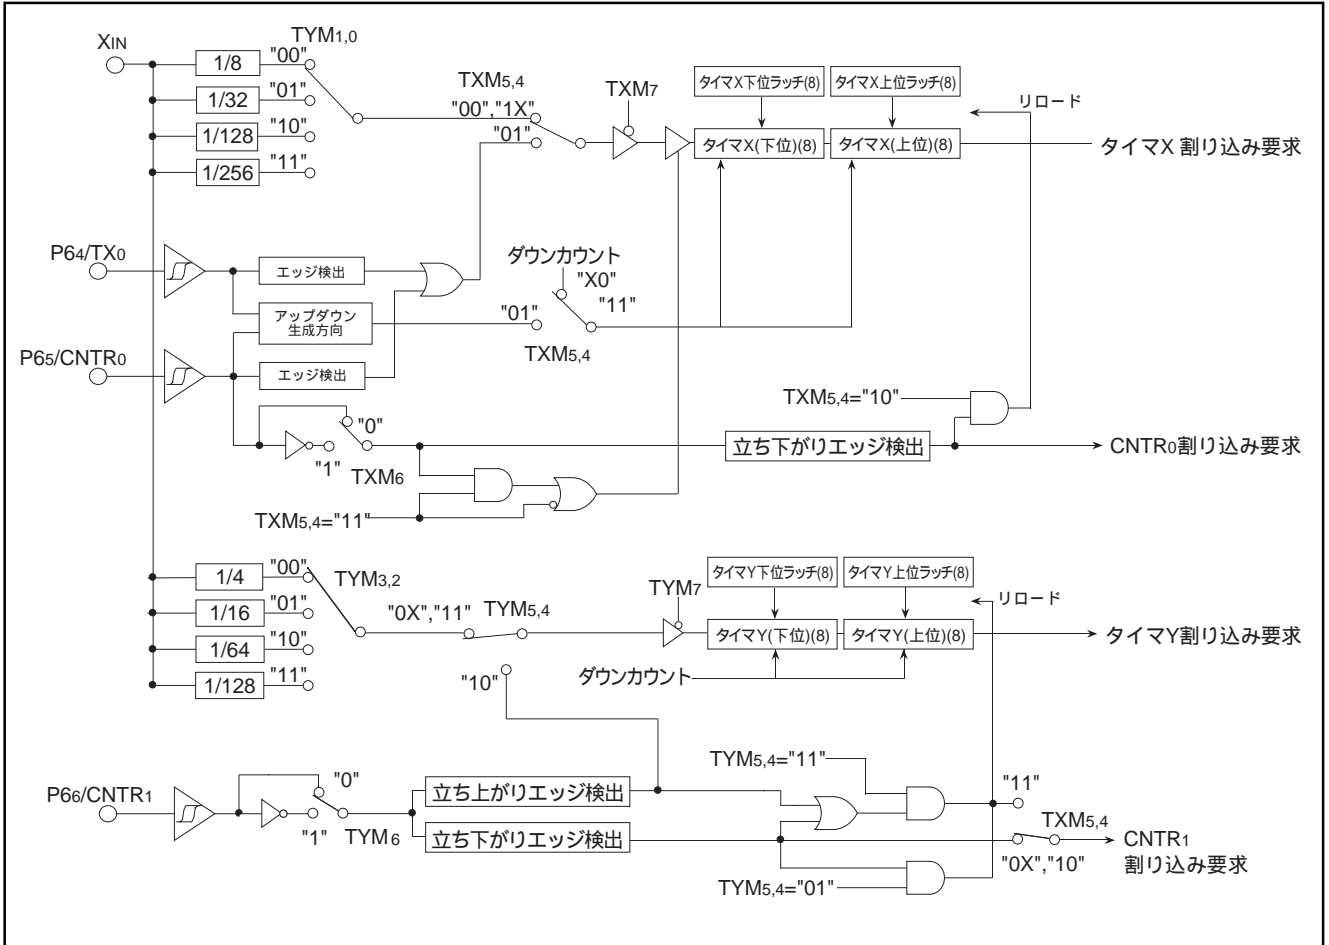 XIN
1/8
"00"
TYM1,0
1/32
"01"
1/128
"10"
1/256
"11"
TXM5,4
"00","1X"
"01"
TXM7
タイマX下位ラッチ(8)
タイマX上位ラッチ(8)
リロード
タイマX(下位)(8)
タイマX(上位)(8)
タイマX 割り込み要求
P64/TX0
エッジ検出
アップダウン
生成方向
P65/CNTR0
エッジ検出
ダウンカウント
"X0"
"01"
"11"
TXM5,4
TXM5,4="10"
"0"
"1"
TXM6
立ち下がりエッジ検出
CNTR0割り込み要求
TXM5,4="11"
1/4
"00"
TYM3,2
1/16
"01"
1/64
"10"
1/128
"11"
"0X","11"
TYM5,4
"10"
TYM7
タイマY下位ラッチ(8)
タイマY上位ラッチ(8)
リロード
タイマY(下位)(8)
タイマY(上位)(8)
タイマY割り込み要求
ダウンカウント
P66/CNTR1
"0"
"1"
TYM6
立ち上がりエッジ検出
立ち下がりエッジ検出
TYM5,4="11"
"11"
TXM5,4
"0X","10"
CNTR1
割り込み要求
TYM5,4="01"